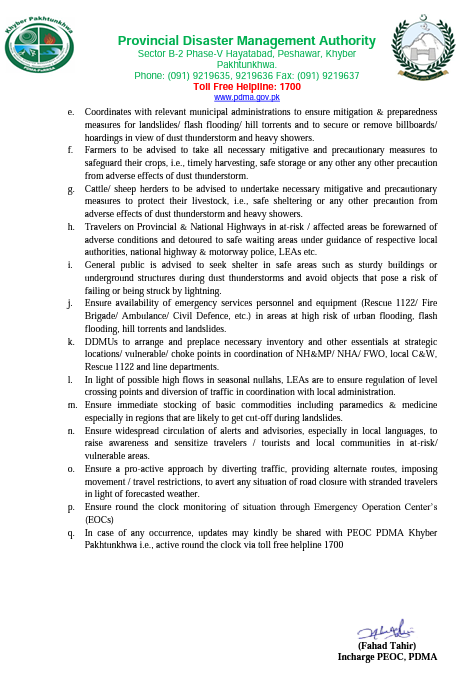 Khyber Pakhtunkhwa
Provincial Disaster Management Authority
Sector B-2 Phase-V Hayatabad, Peshawar, Khyber
Pakhtunkhwa.
Phone: (091) 9219635, 9219636 Fax: (091) 9219637
Toll Free Helpline: 1700
www.pdma.gov.pk
e. Coordinates with relevant municipal administrations to ensure mitigation & preparedness
measures for landslides/ flash flooding/ hill torrents and to secure or remove billboards/
hoardings in view of dust thunderstorm and heavy showers.
f. Farmers to be advised to take all necessary mitigative and precautionary measures to
safeguard their crops, i.e., timely harvesting, safe storage or any other any other precaution
from adverse effects of dust thunderstorm.
g. Cattle/ sheep herders to be advised to undertake necessary mitigative and precautionary
measures to protect their livestock, i.e., safe sheltering or any other precaution from
adverse effects of dust thunderstorm and heavy showers.
h. Travelers on Provincial & National Highways in at-risk / affected areas be forewarned of
adverse conditions and detoured to safe waiting areas under guidance of respective local
authorities, national highway & motorway police, LEAs etc.
i. General public is advised to seek shelter in safe areas such as sturdy buildings or
underground structures during dust thunderstorms and avoid objects that pose a risk of
failing or being struck by lightning.
j. Ensure availability of emergency services personnel and equipment (Rescue 1122/ Fire
Brigade/ Ambulance/ Civil Defence, etc.) in areas at high risk of urban flooding, flash
flooding, hill torrents and landslides.
k. DDMUs to arrange and preplace necessary inventory and other essentials at strategic
locations/ vulnerable/ choke points in coordination of NH&MP/ NHA/ FWO, local C&W,
Rescue 1122 and line departments.
l. In light of possible high flows in seasonal nullahs, LEAs are to ensure regulation of level
crossing points and diversion of traffic in coordination with local administration.
m. Ensure immediate stocking of basic commodities including paramedics & medicine
especially in regions that are likely to get cut-off during landslides.
n. Ensure widespread circulation of alerts and advisories, especially in local languages, to
raise awareness and sensitize travelers / tourists and local communities in at-risk/
vulnerable areas.
o. Ensure a pro-active approach by diverting traffic, providing alternate routes, imposing
movement / travel restrictions, to avert any situation of road closure with stranded travelers
in light of forecasted weather.
p. Ensure round the clock monitoring of situation through Emergency Operation Center's
(EOCs)
q. In case of any occurrence, updates may kindly be shared with PEOC PDMA Khyber
Pakhtunkhwa i.e., active round the clock via toll free helpline 1700
(Fahad Tahir)
Incharge PEOC, PDMA